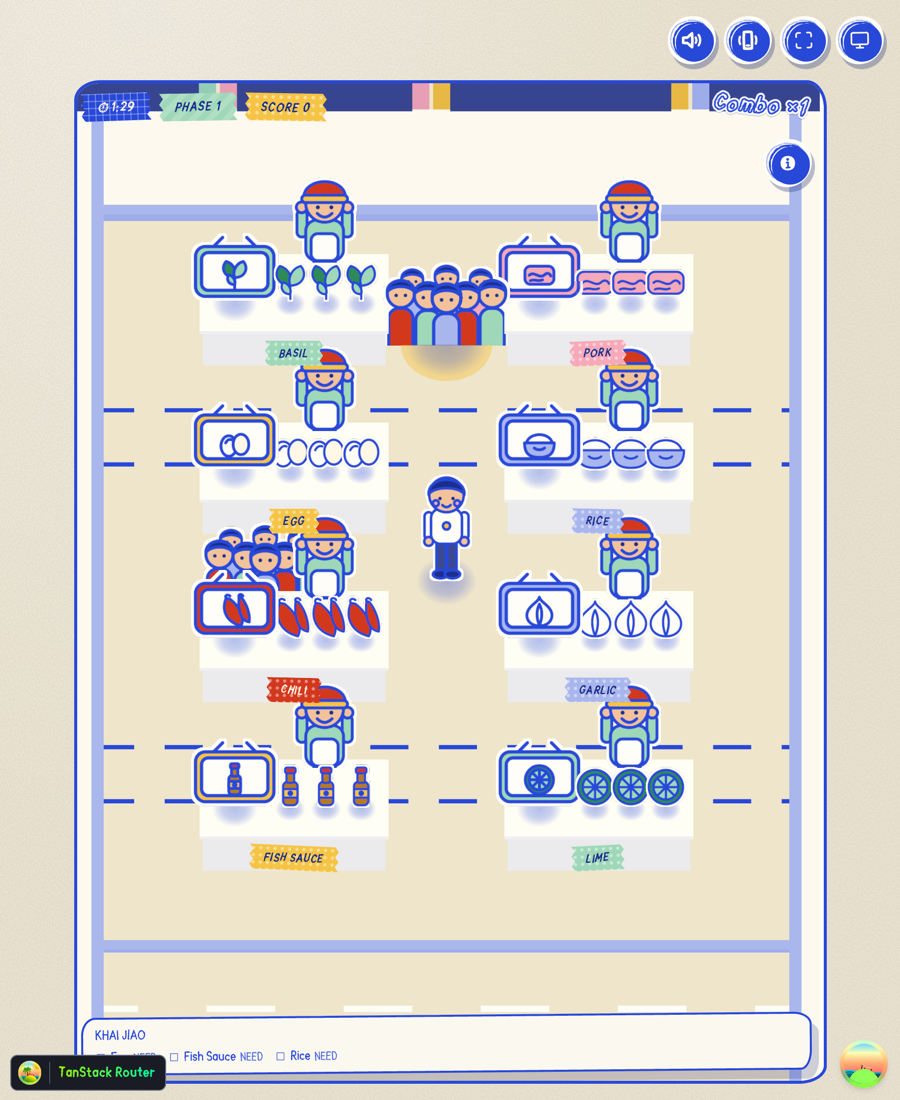 1:29
PHASE 1
SCORE 0
Combo x1
BASIL
PORK
EGG
RICE
CHILI
GARLIC
FISH SAUCE
LIME
KHAI JIAO
Fish Sauce NEED
Rice NEED
TanStack Router